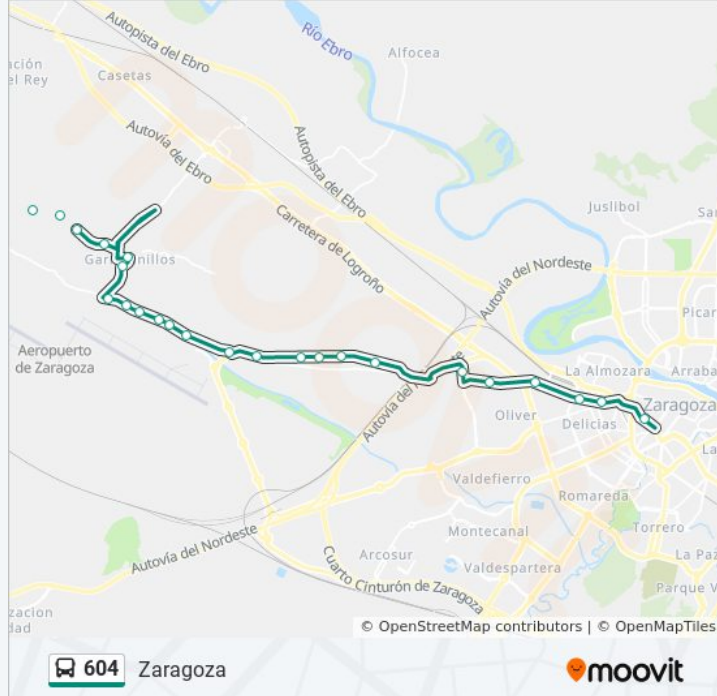 Autopista del Ebro
Río Ebro
Alfocea
ación
el Rey
Casetas
Autovía del Ebro
Autopista del Ebro
Juslibol
Sa
Carretera de Logroño
Garrapinillos
Autovía del Nordeste
Picar
Aeropuerto
de Zaragoza
La Almozara
Arraba
Autovía del
Zaragoza
Oliver
Delicias
La
Valdefierro
Romareda
Montecanal
Torrero
Autovía del Nordeste
Arcosur
La Paz
Valdespartera
Cuarto Cinturón de Zaragoza
Parque V
izacion
dad
© OpenStreetMap contributors | © OpenMapTiles
604 Zaragoza
moovit